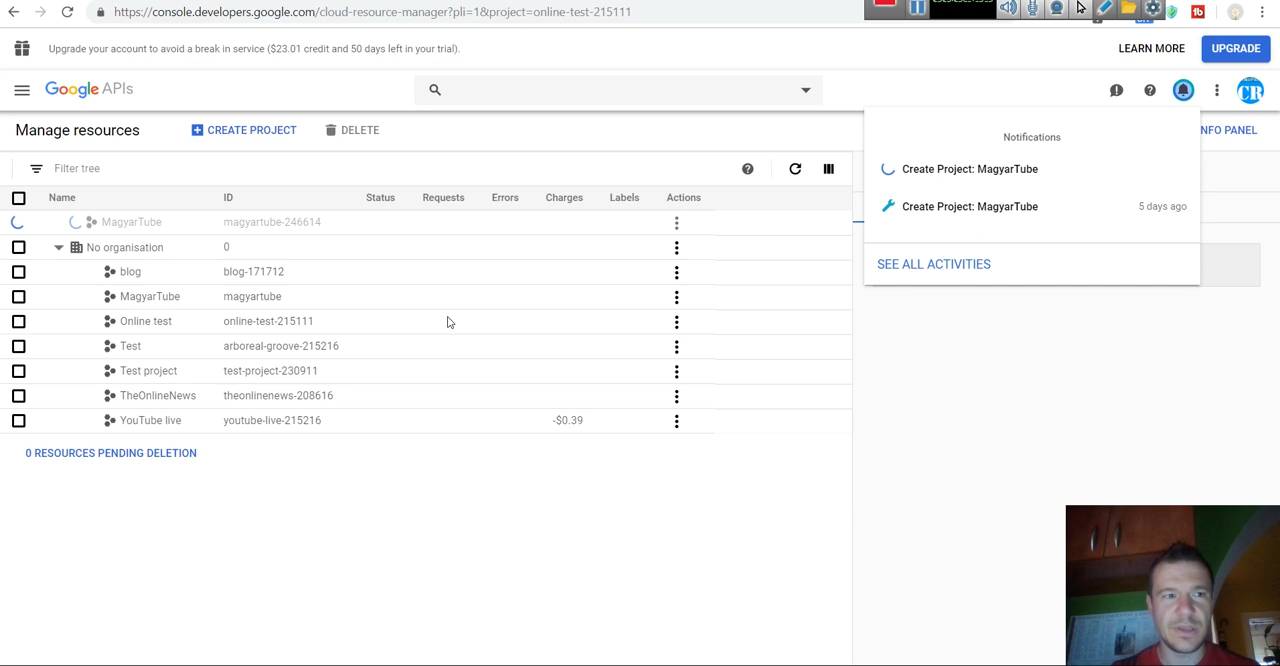 https://console.developers.google.com/cloud-resource-manager?pli=1&project=online-test-215111
Upgrade your account to avoid a break in service ($23.01 credit and 50 days left in your trial).
LEARN MORE
UPGRADE
Google APIs
CR
Manage resources
CREATE PROJECT
DELETE
NFO PANEL
Notifications
Create Project: MagyarTube
Create Project: MagyarTube 5 days ago
SEE ALL ACTIVITIES
Filter tree
Name ID Status Requests Errors Charges Labels Actions
MagyarTube magyartube-246614
No organisation 0
blog blog-171712
MagyarTube magyartube
Online test online-test-215111
Test arboreal-groove-215216
Test project test-project-230911
TheOnlineNews theonlinenews-208616
YouTube live youtube-live-215216 -$0.39
0 RESOURCES PENDING DELETION